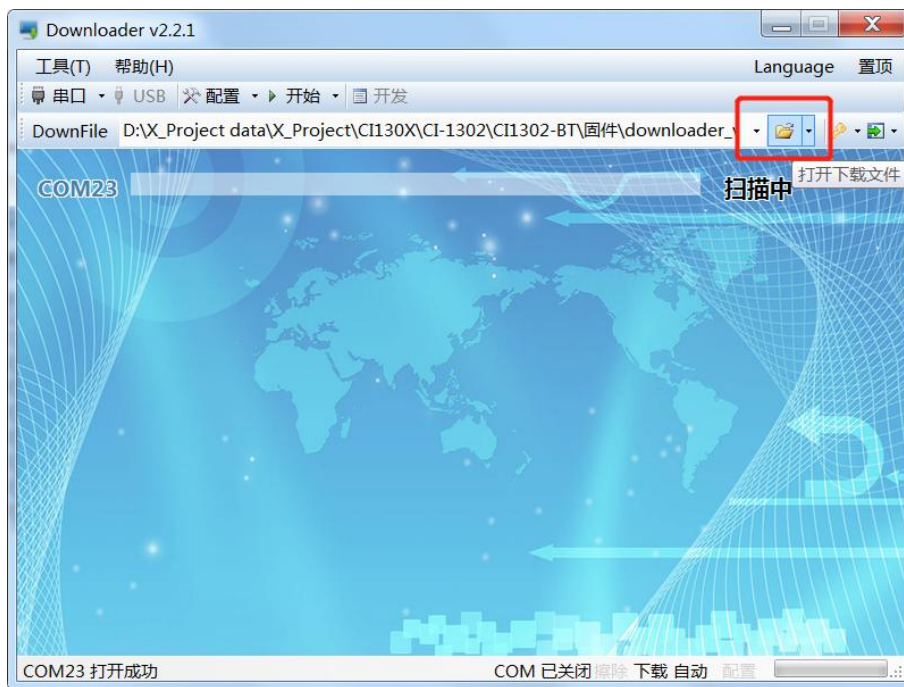 Downloader v2.2.1
工具(T) 帮助(H) Language 置顶
串口 USB 配置 开始 开发
DownFile D:\X_Project data\X_Project\CI130X\CI-1302\CI1302-BT\固件\downloader_
打开下载文件
COM23 扫描中
COM23 打开成功 COM 已关闭 擦除 下载 自动 配置